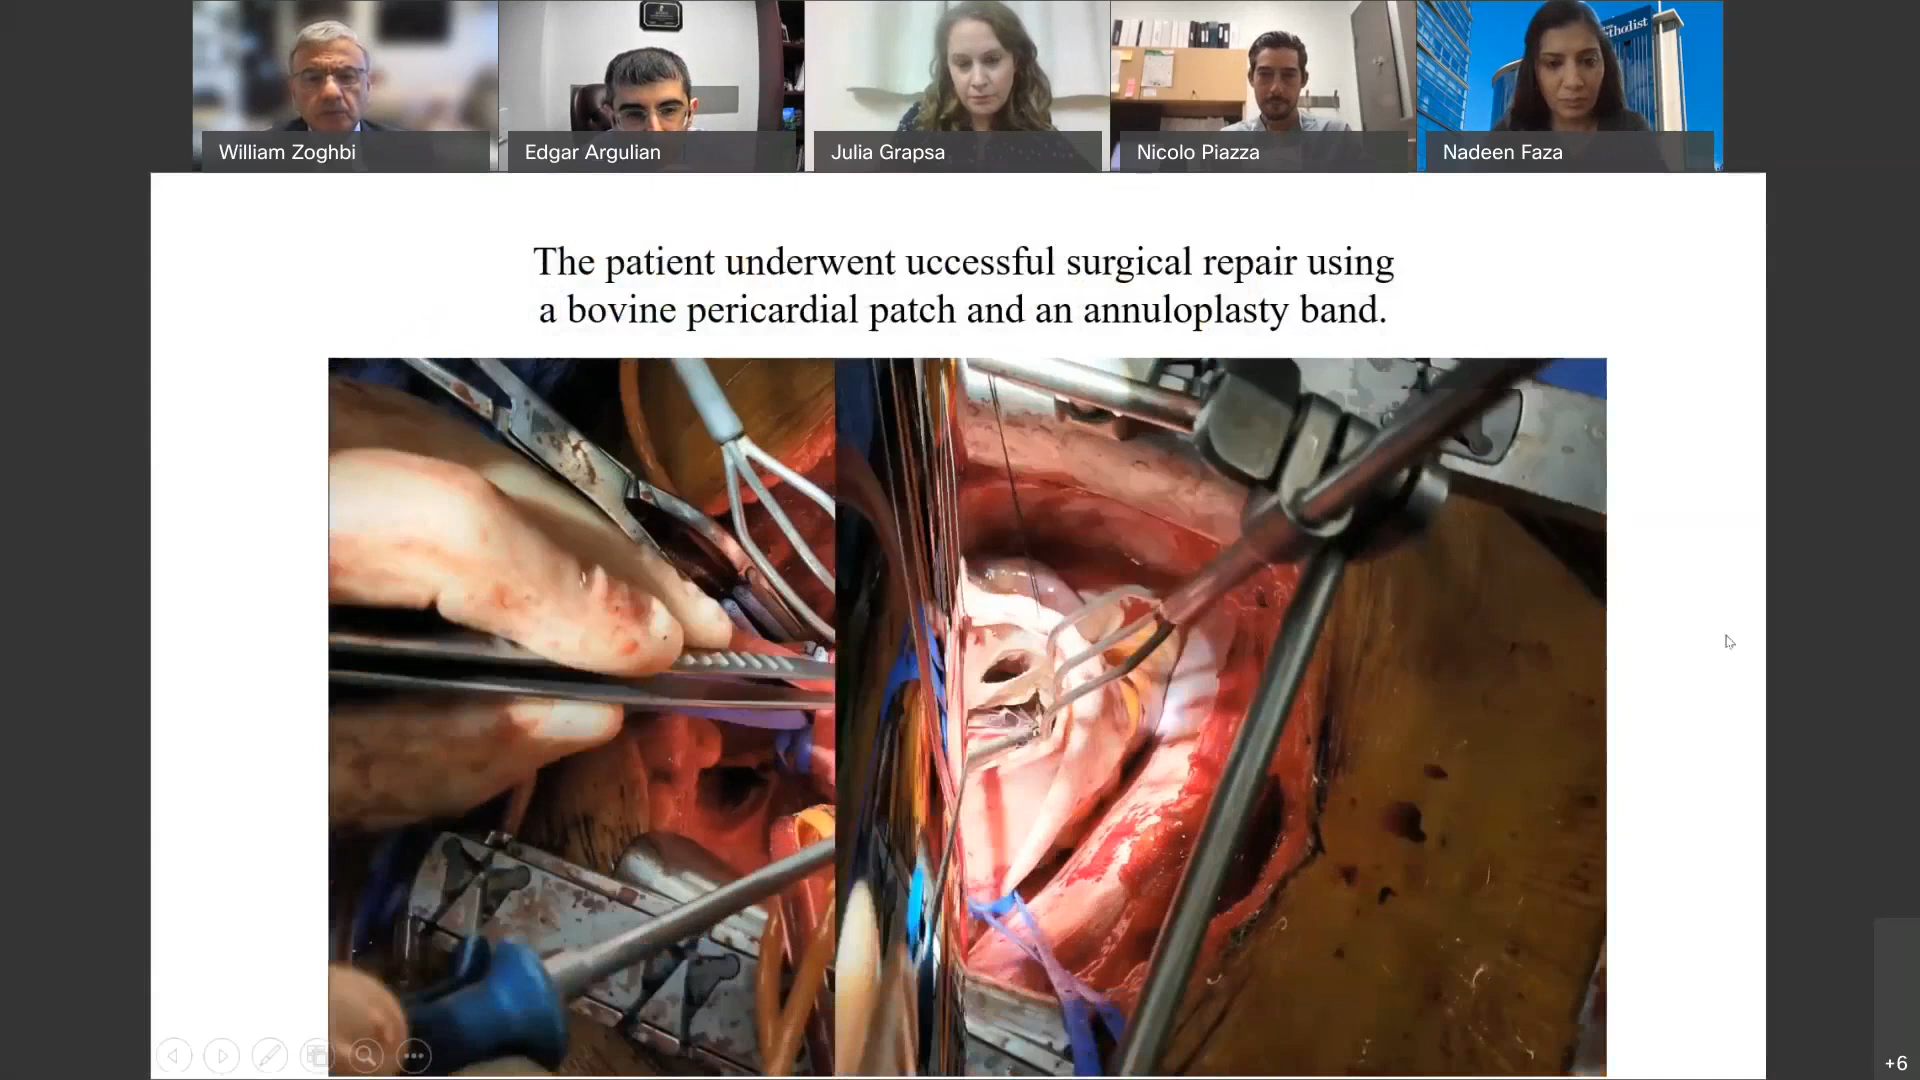 thodist
William Zoghbi
Edgar Argulian
Julia Grapsa
Nicolo Piazza
Nadeen Faza
The patient underwent uccessful surgical repair using
a bovine pericardial patch and an annuloplasty band.
+6